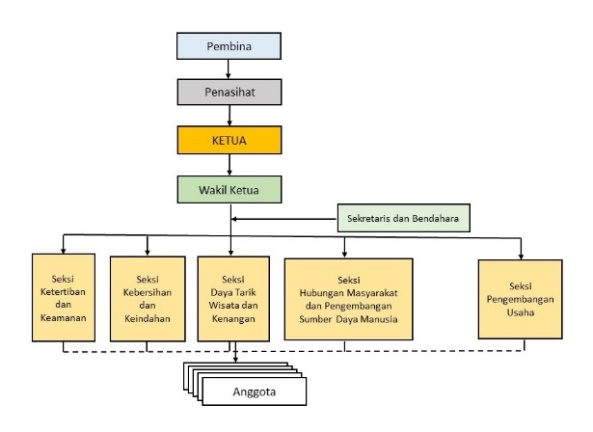 Pembina
Penasihat
KETUA
Wakil Ketua
Sekretaris dan Bendahara
Seksi
Ketertiban
dan
Keamanan
Seksi
Kebersihan
dan
Keindahan
Seksi
Daya Tarik
Wisata dan
Kenangan
Seksi
Hubungan Masyarakat
dan Pengembangan
Sumber Daya Manusia
Seksi
Pengembangan
Usaha
Anggota